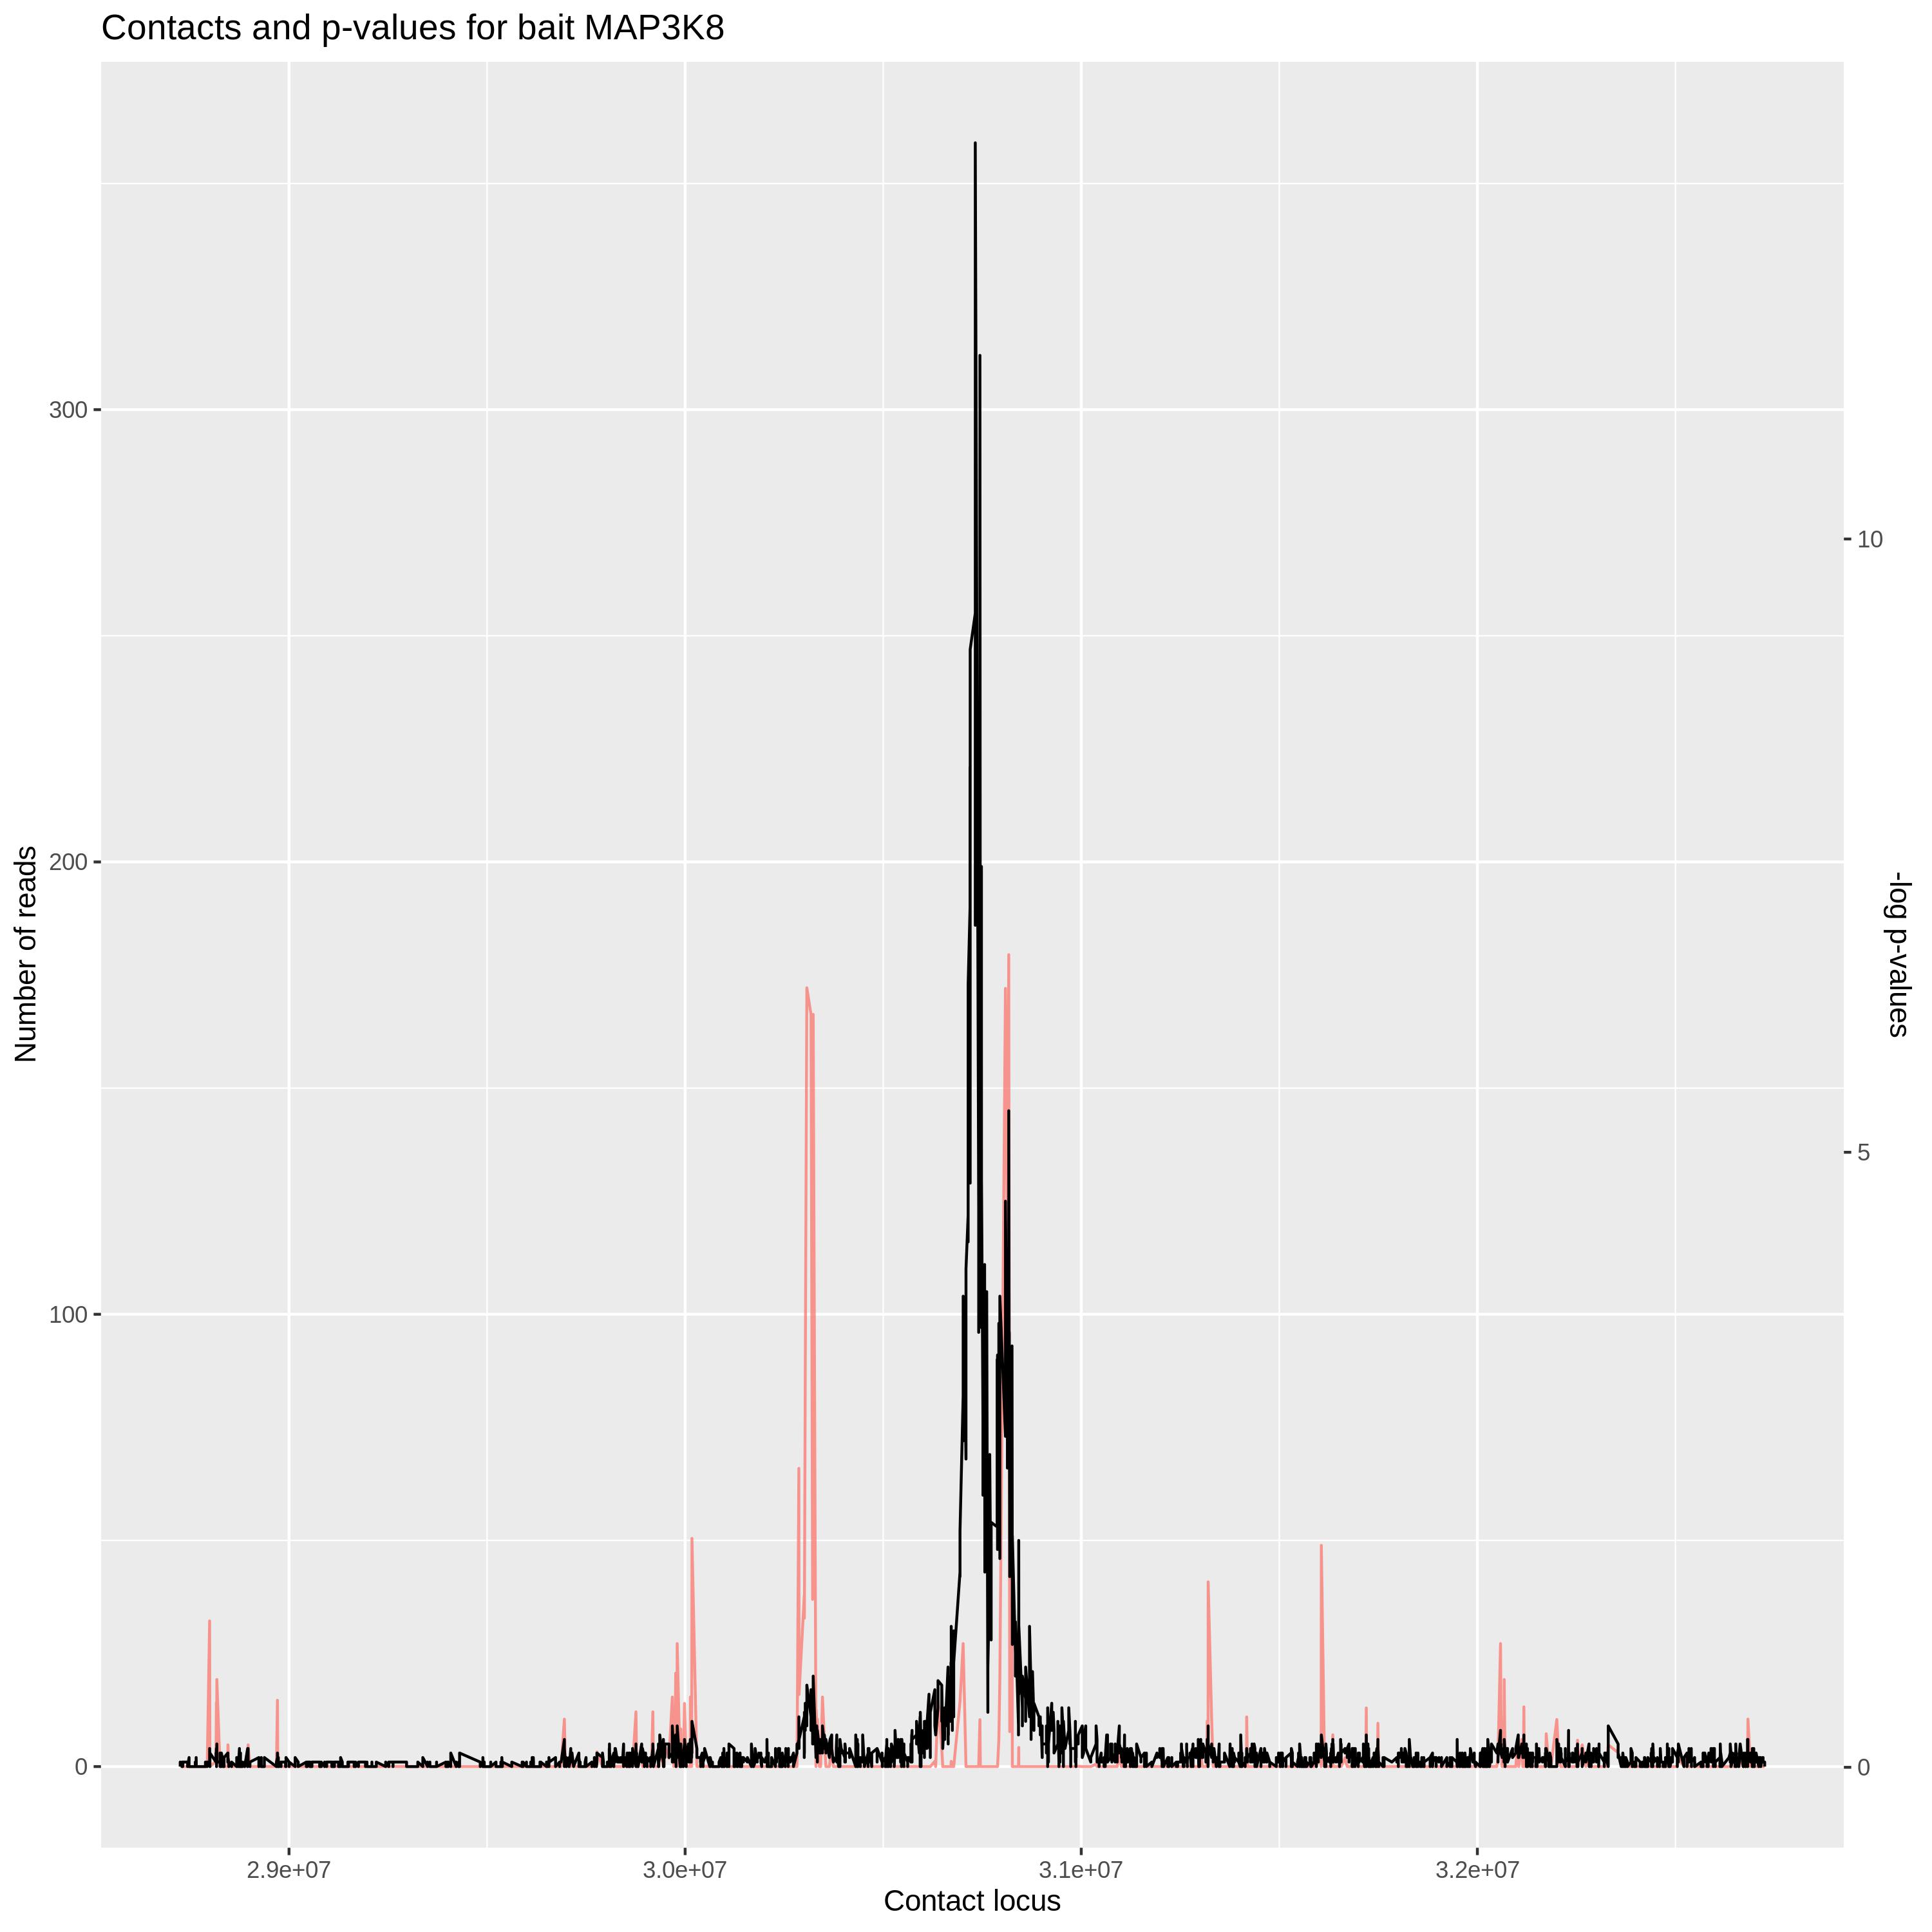 Contacts and p-values for bait MAP3K8
Number of reads
300
200
100
0
10
5
0
-log p-values
2.9e+07
3.0e+07
3.1e+07
3.2e+07
Contact locus